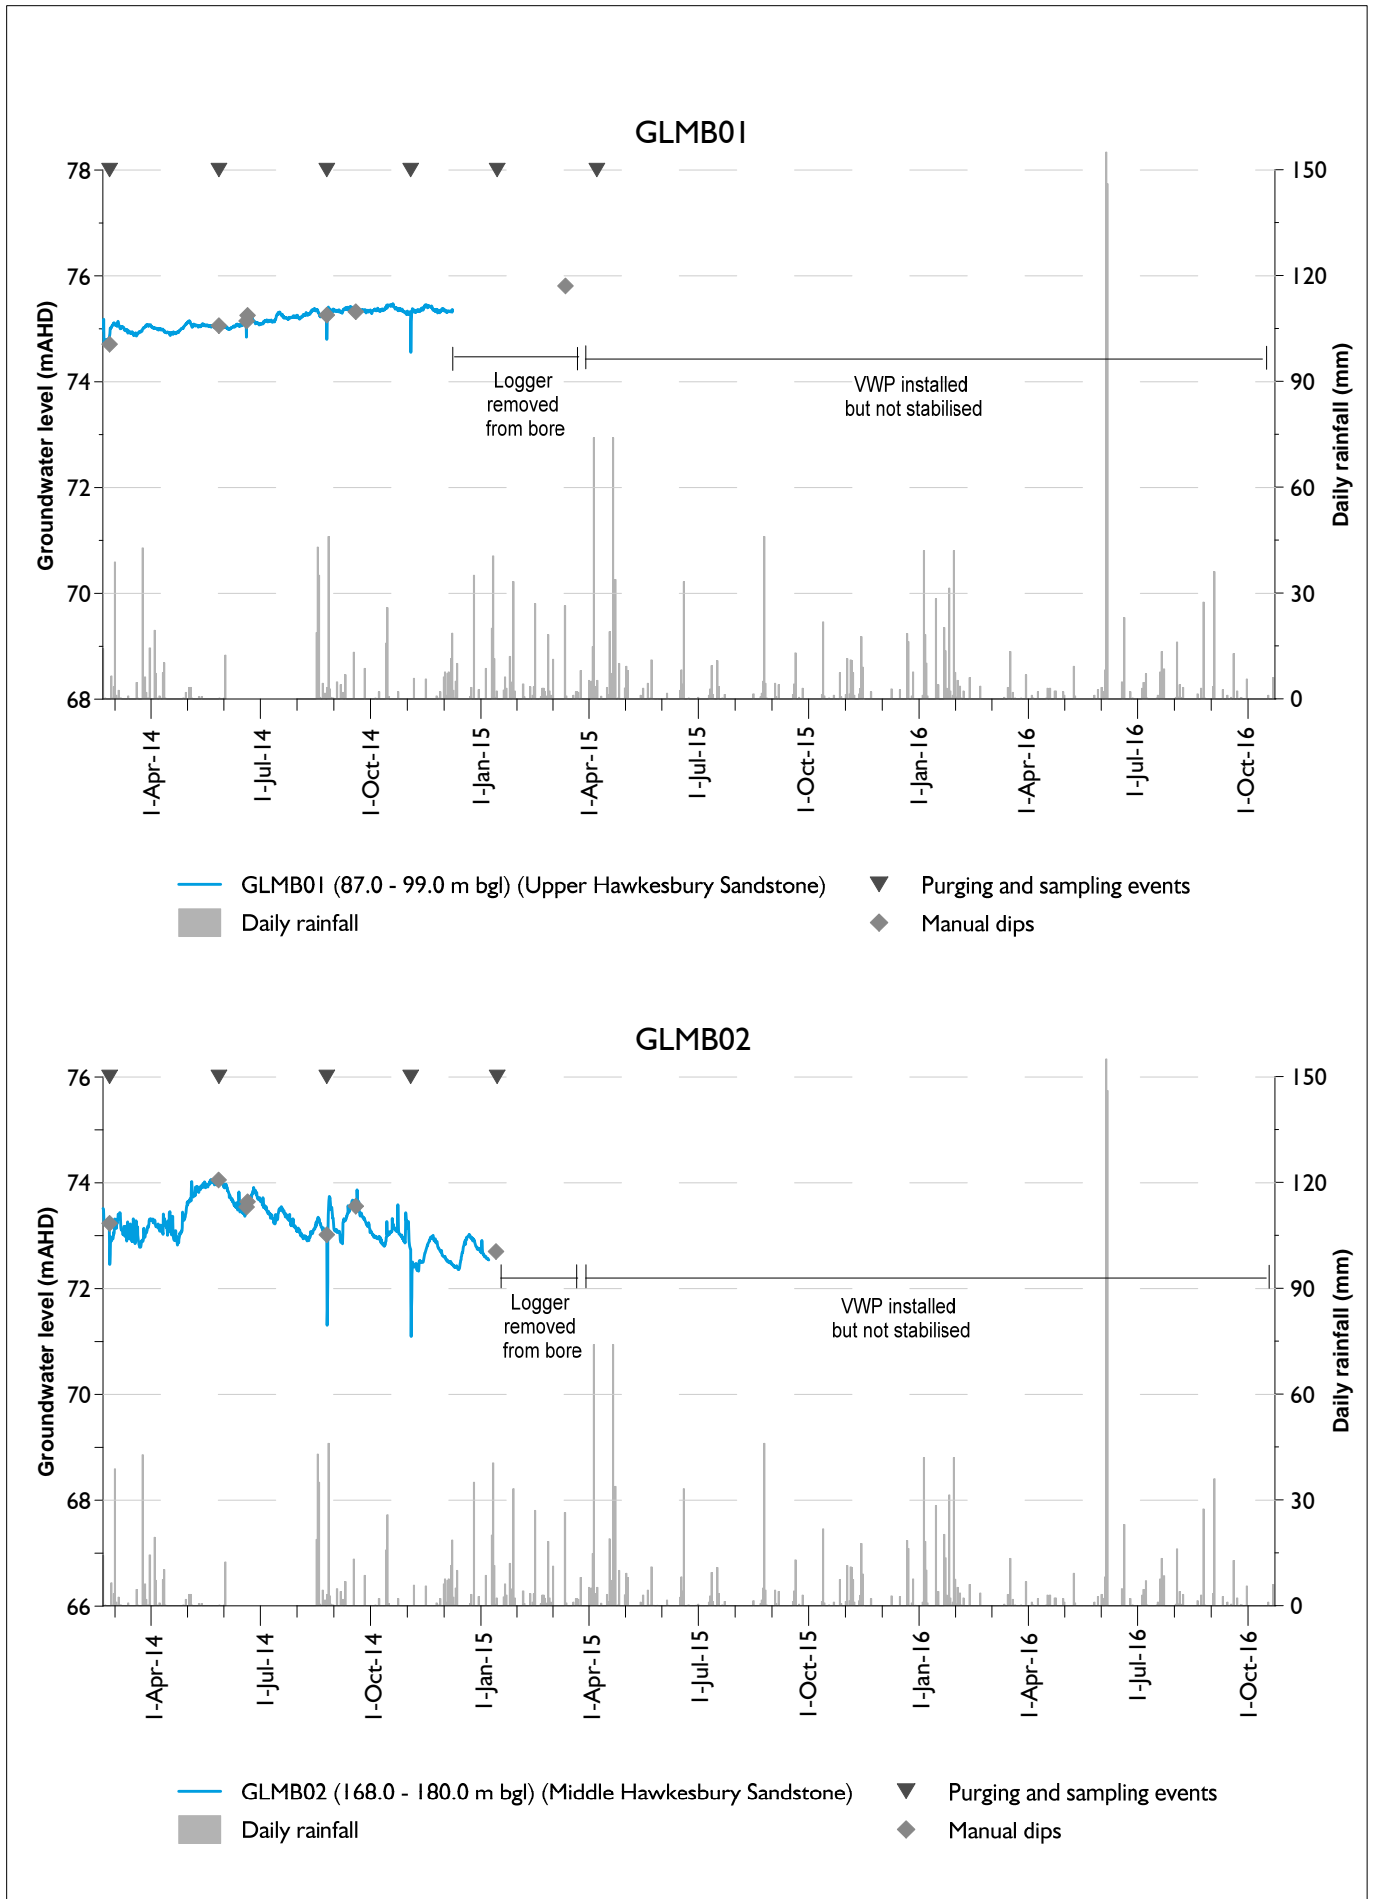 GLMB01
78
76
74
72
70
68
Groundwater level (mAHD)
150
120
90
60
30
0
Daily rainfall (mm)
Logger
removed
from bore
VWP installed
but not stabilised
1-Apr-14
1-Jul-14
1-Oct-14
1-Jan-15
1-Apr-15
1-Jul-15
1-Oct-15
1-Jan-16
1-Apr-16
1-Jul-16
1-Oct-16
GLMB01 (87.0 - 99.0 m bgl) (Upper Hawkesbury Sandstone)
Purging and sampling events
Daily rainfall
Manual dips
GLMB02
76
74
72
70
68
66
Groundwater level (mAHD)
150
120
90
60
30
0
Daily rainfall (mm)
Logger
removed
from bore
VWP installed
but not stabilised
1-Apr-14
1-Jul-14
1-Oct-14
1-Jan-15
1-Apr-15
1-Jul-15
1-Oct-15
1-Jan-16
1-Apr-16
1-Jul-16
1-Oct-16
GLMB02 (168.0 - 180.0 m bgl) (Middle Hawkesbury Sandstone)
Purging and sampling events
Daily rainfall
Manual dips